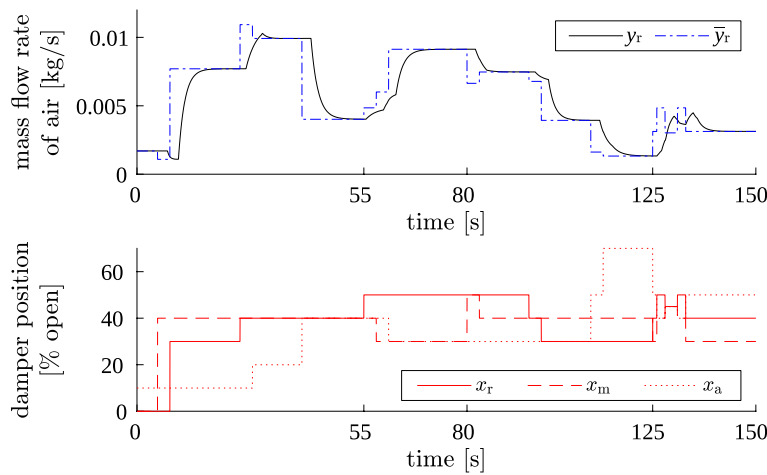 mass flow rate
of air [kg/s]
0.01
0.005
0
y_r ȳ_r
0 55 80 125 150
time [s]
damper position
[% open]
60
40
20
0
x_r x_m x_a
0 55 80 125 150
time [s]